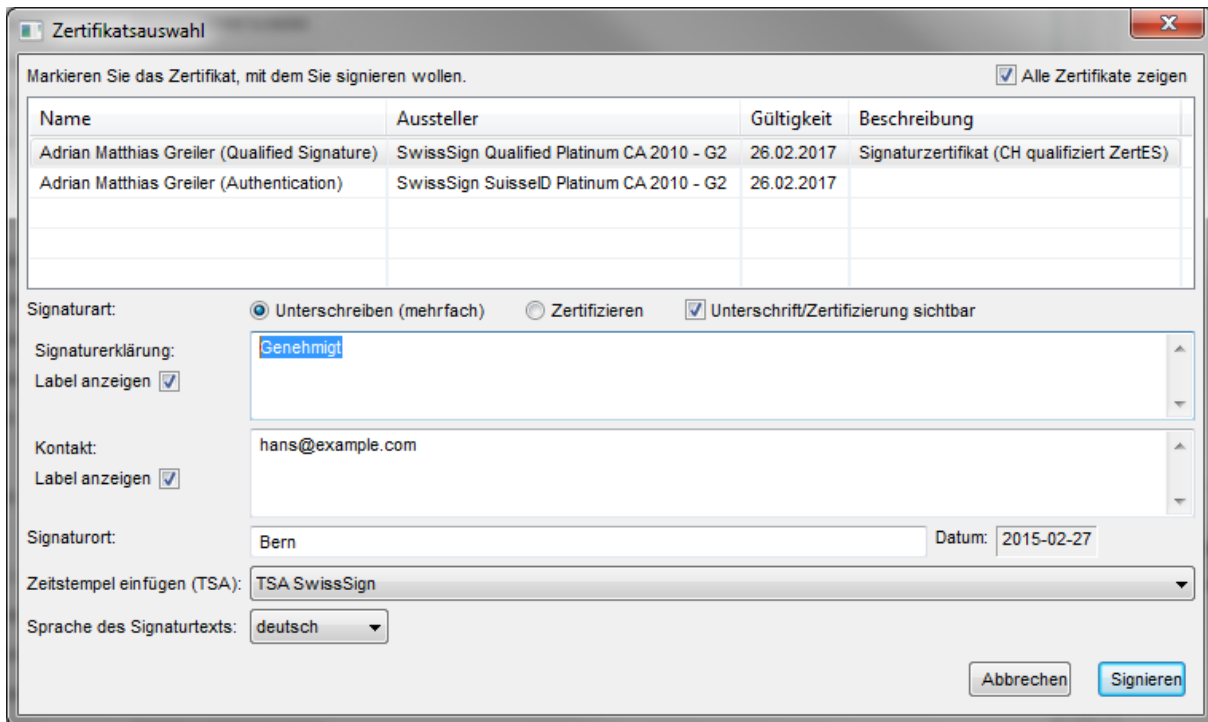 Zertifikatsauswahl
Markieren Sie das Zertifikat, mit dem Sie signieren wollen. Alle Zertifikate zeigen
Name Aussteller Gültigkeit Beschreibung
Adrian Matthias Greiler (Qualified Signature) SwissSign Qualified Platinum CA 2010 - G2 26.02.2017 Signaturzertifikat (CH qualifiziert ZertES)
Adrian Matthias Greiler (Authentication) SwissSign SuisseID Platinum CA 2010 - G2 26.02.2017
Signaturart: Unterschreiben (mehrfach) Zertifizieren Unterschrift/Zertifizierung sichtbar
Signaturerklärung: Genehmigt
Label anzeigen
Kontakt: hans@example.com
Label anzeigen
Signaturort: Bern Datum: 2015-02-27
Zeitstempel einfügen (TSA): TSA SwissSign
Sprache des Signaturtexts: deutsch
Abbrechen Signieren